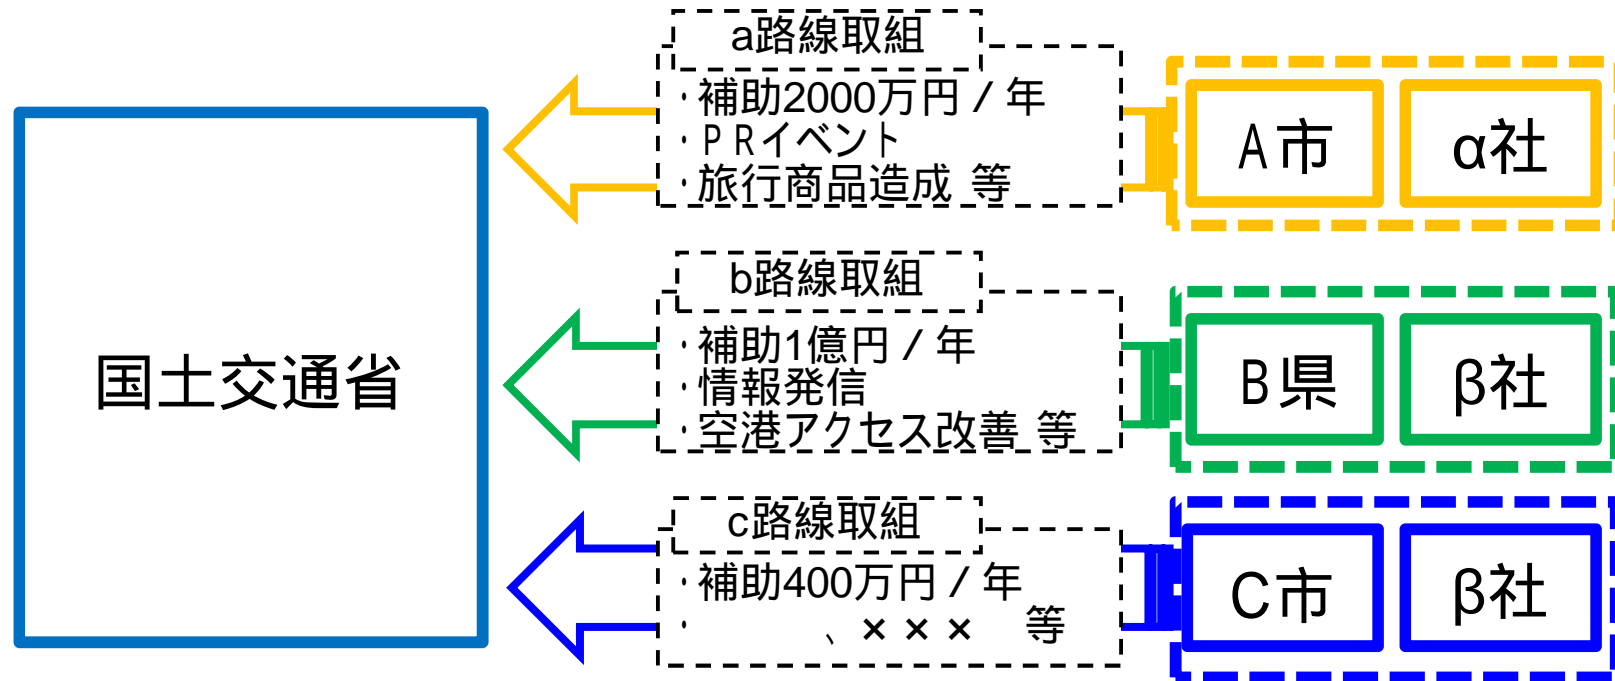 国土交通省
a路線取組
・補助2000万円／年
・ＰＲイベント
・旅行商品造成 等
A市
α社
b路線取組
・補助1億円／年
・情報発信
・空港アクセス改善 等
B県
β社
c路線取組
・補助400万円／年
・　　　、×××　等
C市
β社